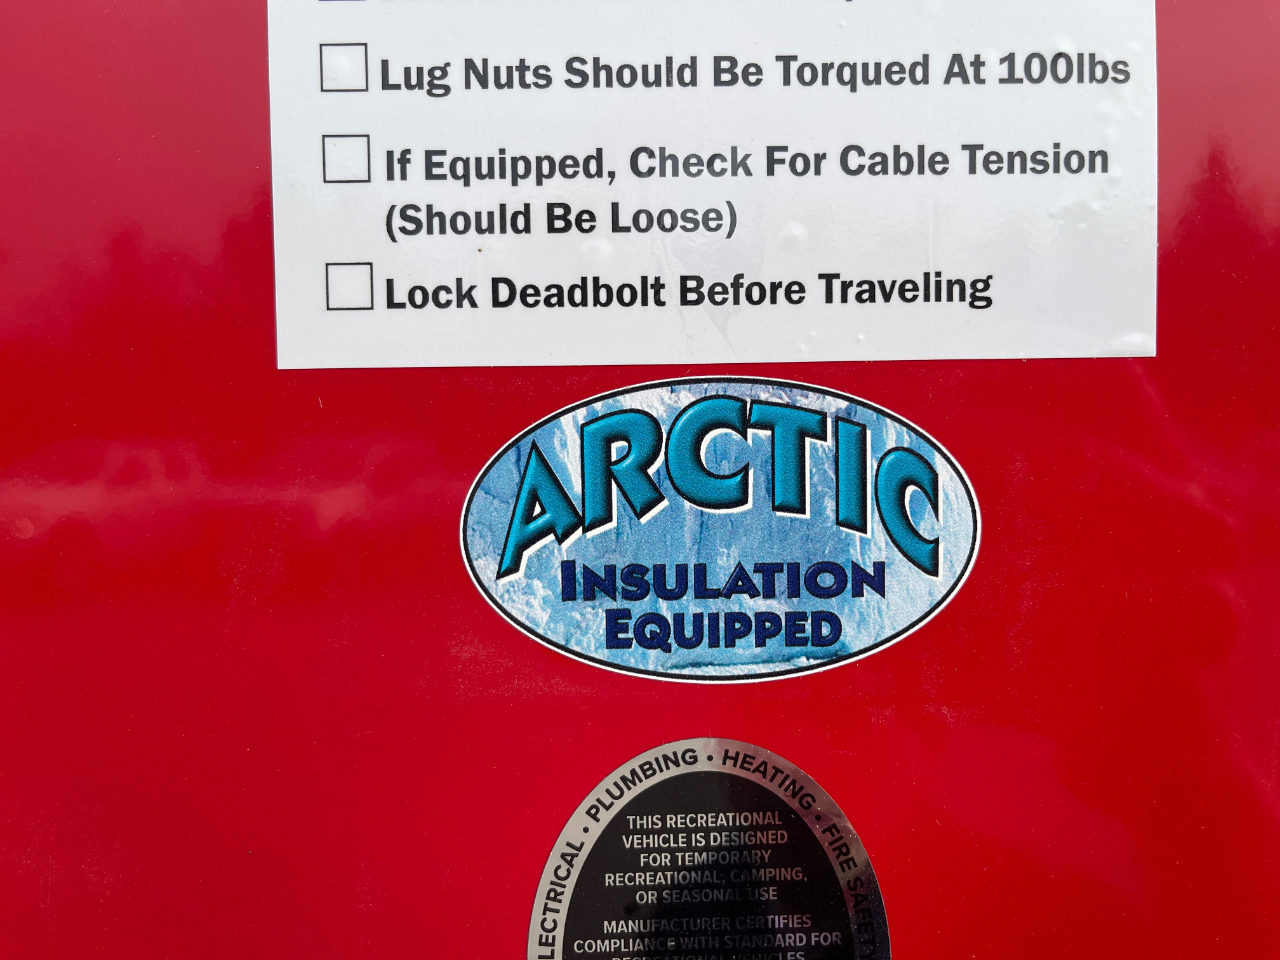 Lug Nuts Should Be Torqued At 100lbs
If Equipped, Check For Cable Tension
(Should Be Loose)
Lock Deadbolt Before Traveling
ARCTIC
INSULATION
EQUIPPED
PLUMBING • HEATING • FIRE
THIS RECREATIONAL
VEHICLE IS DESIGNED
FOR TEMPORARY
RECREATIONAL, CAMPING,
OR SEASONAL USE
MANUFACTURER CERTIFIES
COMPLIANCE WITH STANDARD FOR